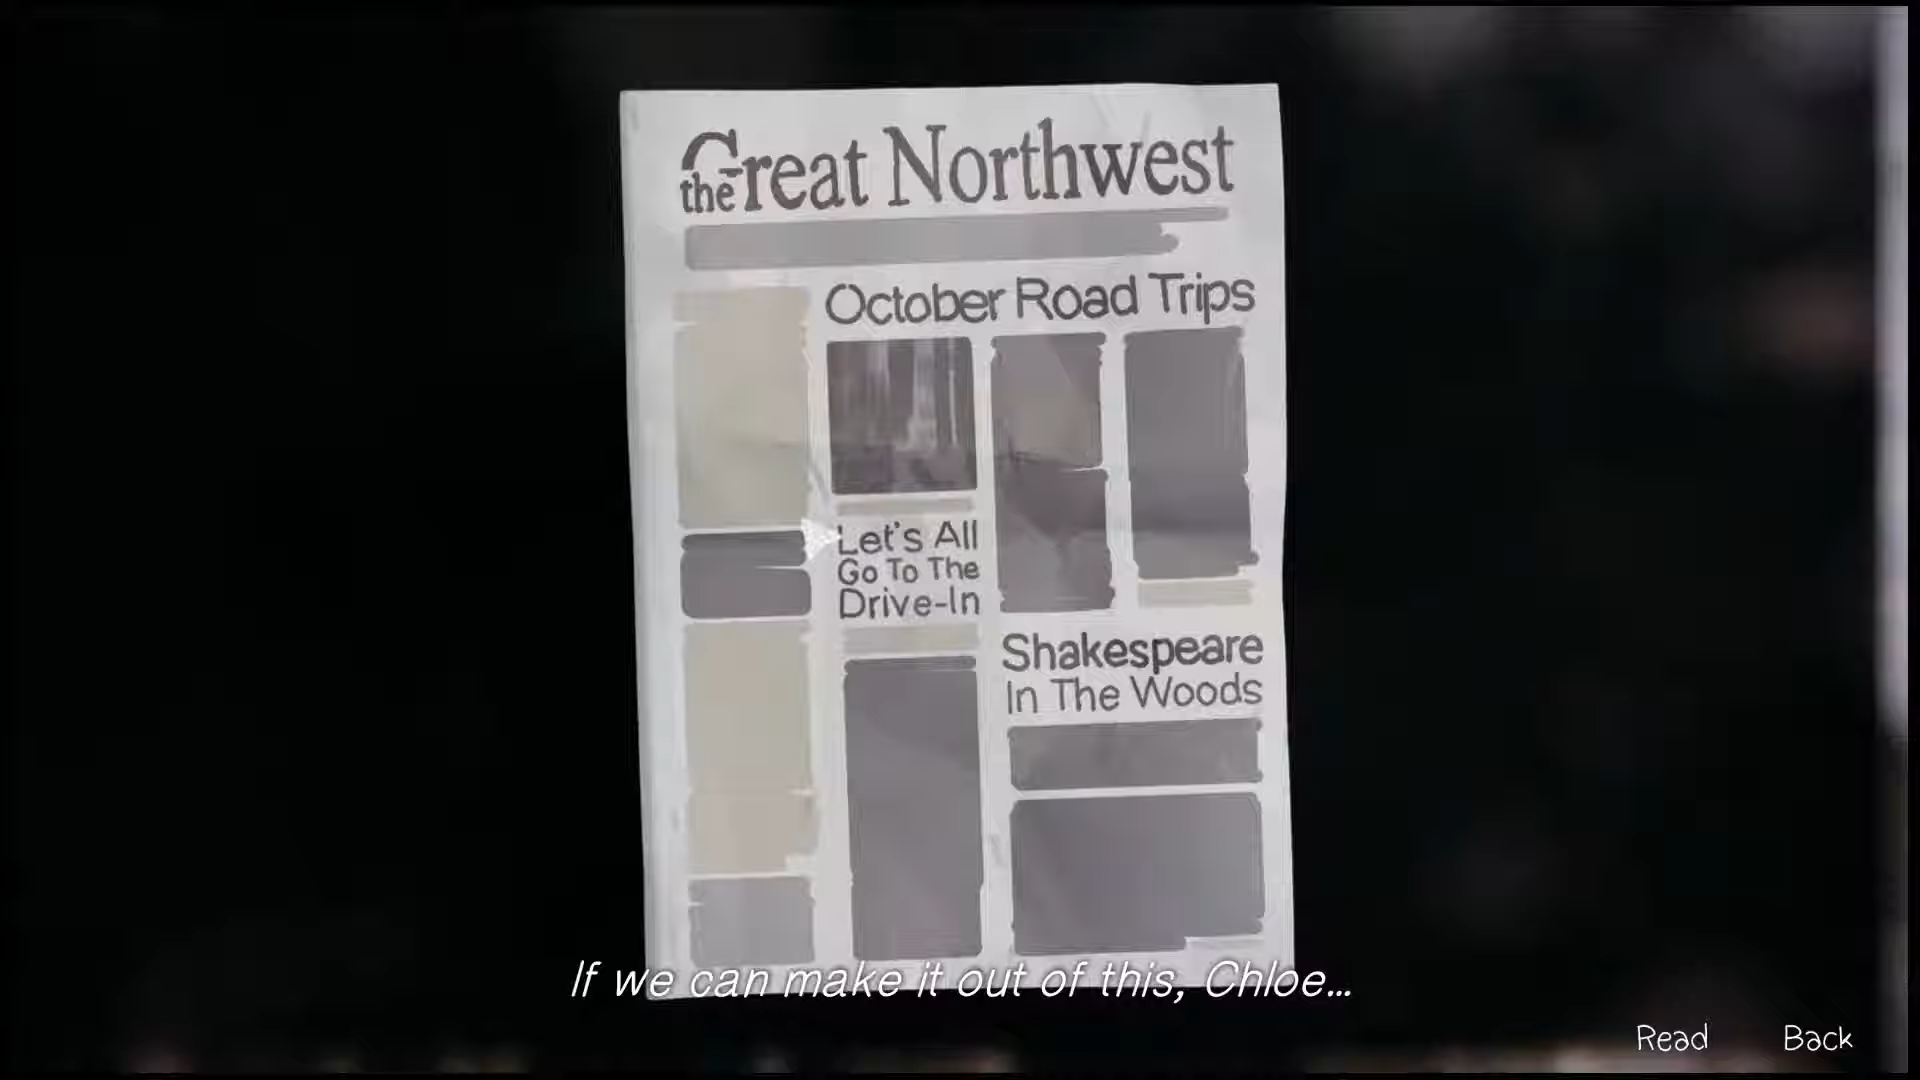 the Great Northwest
October Road Trips
Let's All
Go To The
Drive-In
Shakespeare
In The Woods
If we can make it out of this, Chloe...
Read Back